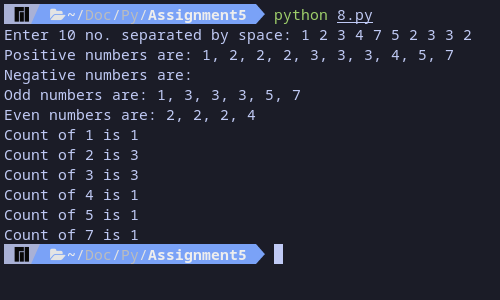 ~/Doc/Py/Assignment5 python 8.py
Enter 10 no. separated by space: 1 2 3 4 7 5 2 3 3 2
Positive numbers are: 1, 2, 2, 2, 3, 3, 3, 4, 5, 7
Negative numbers are:
Odd numbers are: 1, 3, 3, 3, 5, 7
Even numbers are: 2, 2, 2, 4
Count of 1 is 1
Count of 2 is 3
Count of 3 is 3
Count of 4 is 1
Count of 5 is 1
Count of 7 is 1
~/Doc/Py/Assignment5